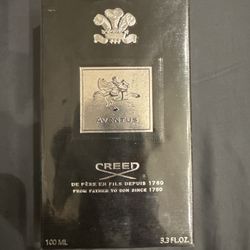 AVENTUS
CREED
DE PÈRE EN FILS DEPUIS 1760
FROM FATHER TO SON SINCE 1760
100 ML 3.3 FL.OZ.